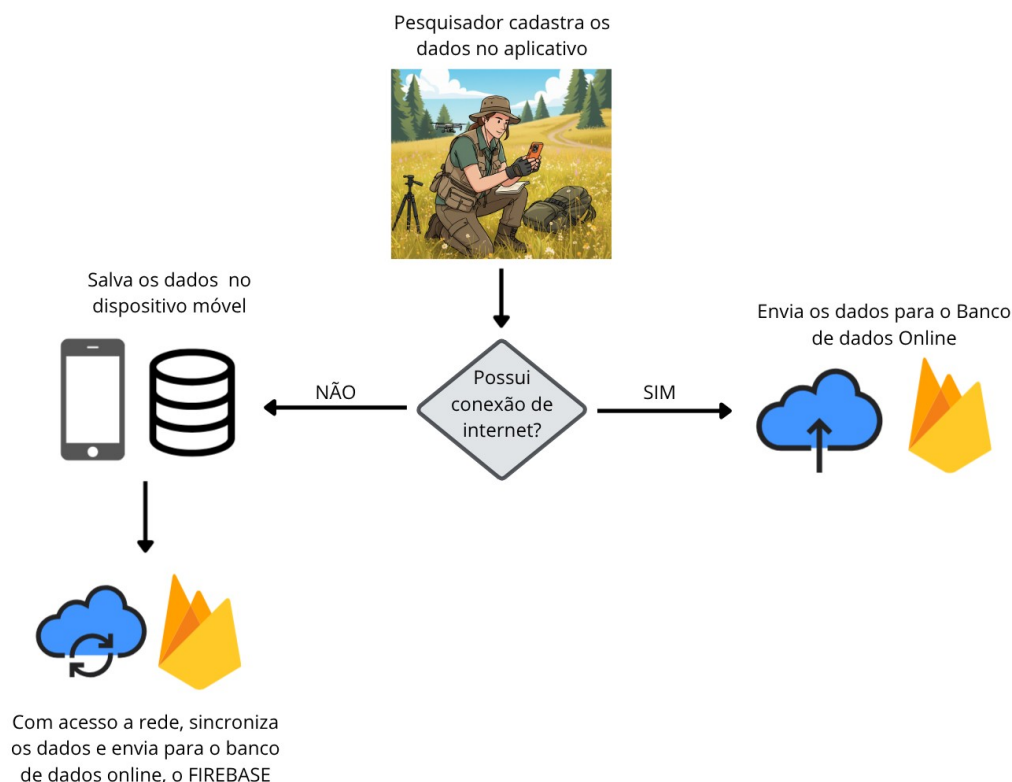 Pesquisador cadastra os
dados no aplicativo
Salva os dados no
dispositivo móvel
Envia os dados para o Banco
de dados Online
Possui
conexão de
internet?
NÃO
SIM
Com acesso a rede, sincroniza
os dados e envia para o banco
de dados online, o FIREBASE